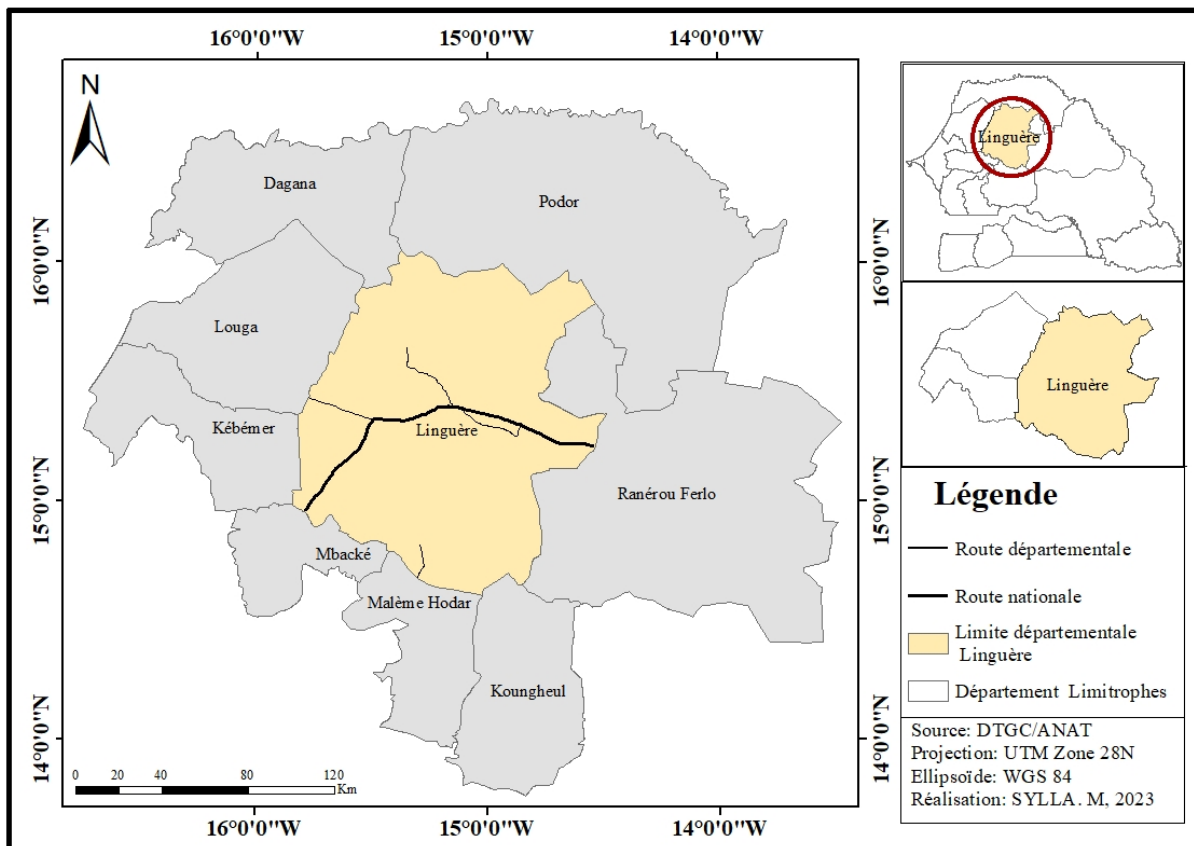 16°0'0"W 15°0'0"W 14°0'0"W
N
Dagana
Podor
16°0'0"N
16°0'0"N
Louga
Kébémer
Linguère
15°0'0"N
Ranérou Ferlo
15°0'0"N
Mbacké
Malème Hodar
Koungheul
14°0'0"N
14°0'0"N
0 20 40 80 120
Km
16°0'0"W 15°0'0"W 14°0'0"W
Linguère
Linguère
Légende
Route départementale
Route nationale
Limite départementale
Linguère
Département Limitrophes
Source: DTGC/ANAT
Projection: UTM Zone 28N
Ellipsoïde: WGS 84
Réalisation: SYLLA. M, 2023